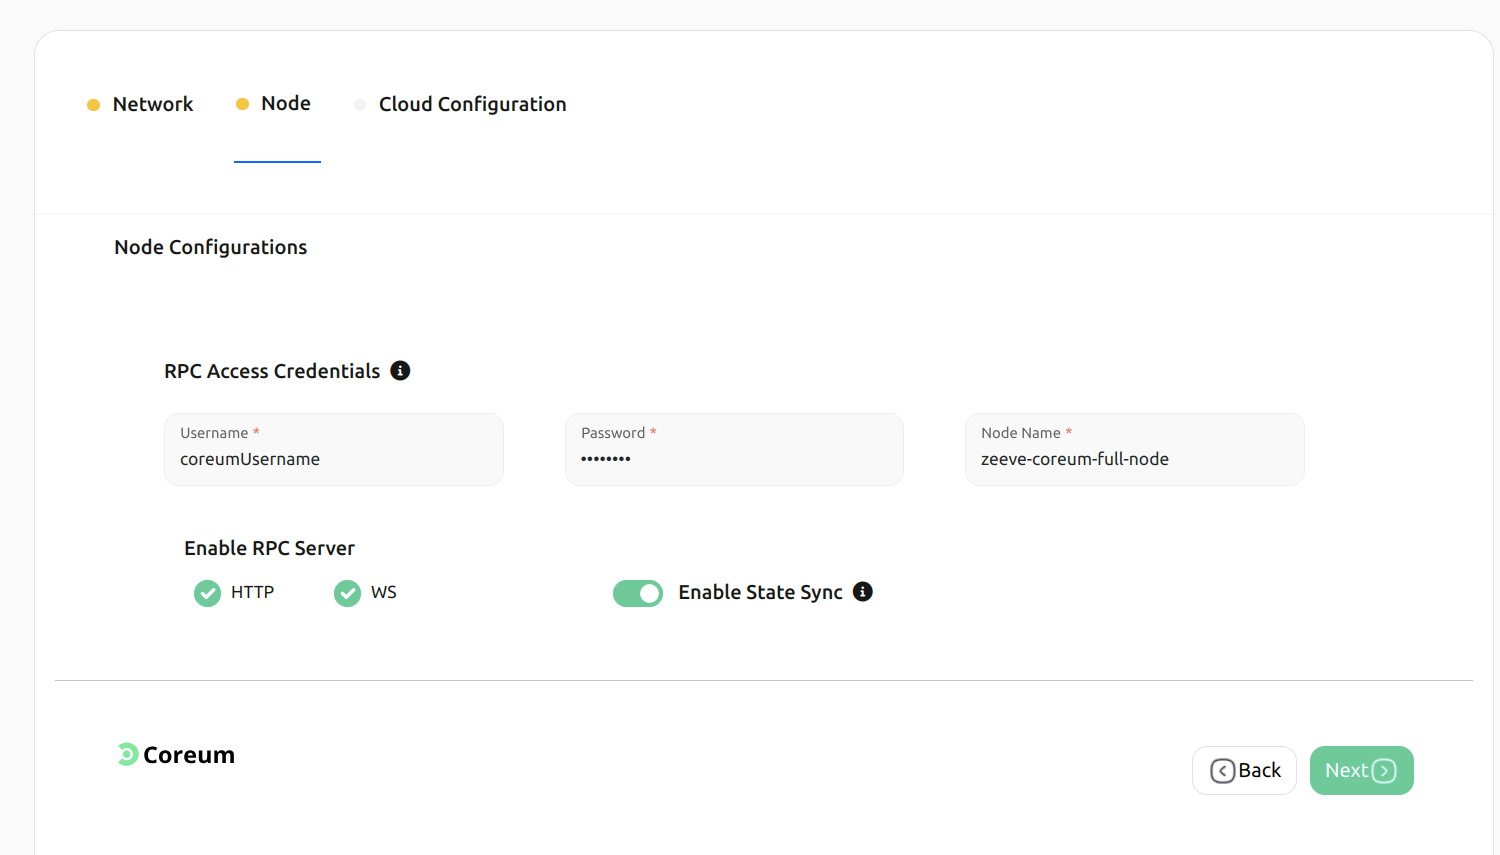 Network Node Cloud Configuration
Node Configurations
RPC Access Credentials
Username * Password * Node Name *
coreumUsername •••••••• zeeve-coreum-full-node
Enable RPC Server
HTTP WS Enable State Sync
Coreum
Back Next